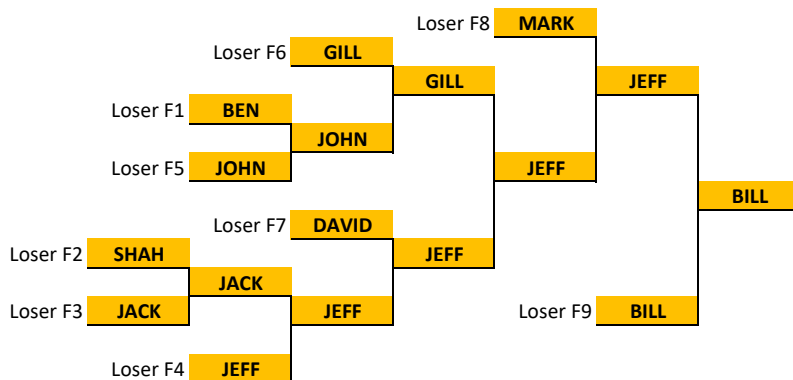 Loser F8 MARK
Loser F6 GILL
GILL JEFF
Loser F1 BEN
JOHN
Loser F5 JOHN JEFF
BILL
Loser F7 DAVID
Loser F2 SHAH JEFF
JACK
Loser F3 JACK JEFF Loser F9 BILL
Loser F4 JEFF